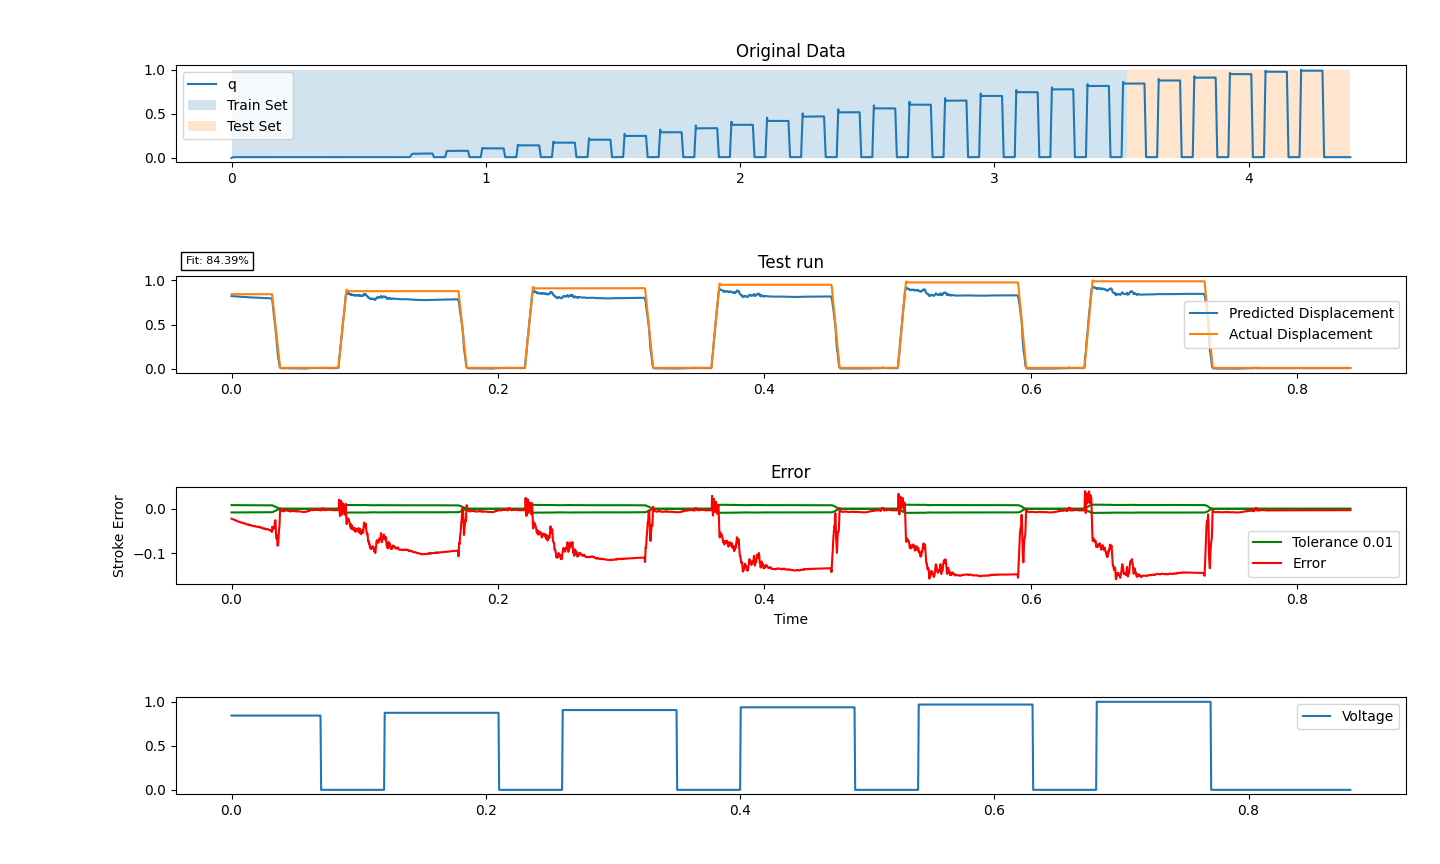 Original Data
1.0
0.5
0.0
q
Train Set
Test Set
0 1 2 3 4
Fit: 84.39%
Test run
1.0
0.5
0.0
Predicted Displacement
Actual Displacement
0.0 0.2 0.4 0.6 0.8
Error
Stroke Error
0.0
−0.1
Tolerance 0.01
Error
0.0 0.2 0.4 0.6 0.8
Time
1.0
0.5
0.0
Voltage
0.0 0.2 0.4 0.6 0.8